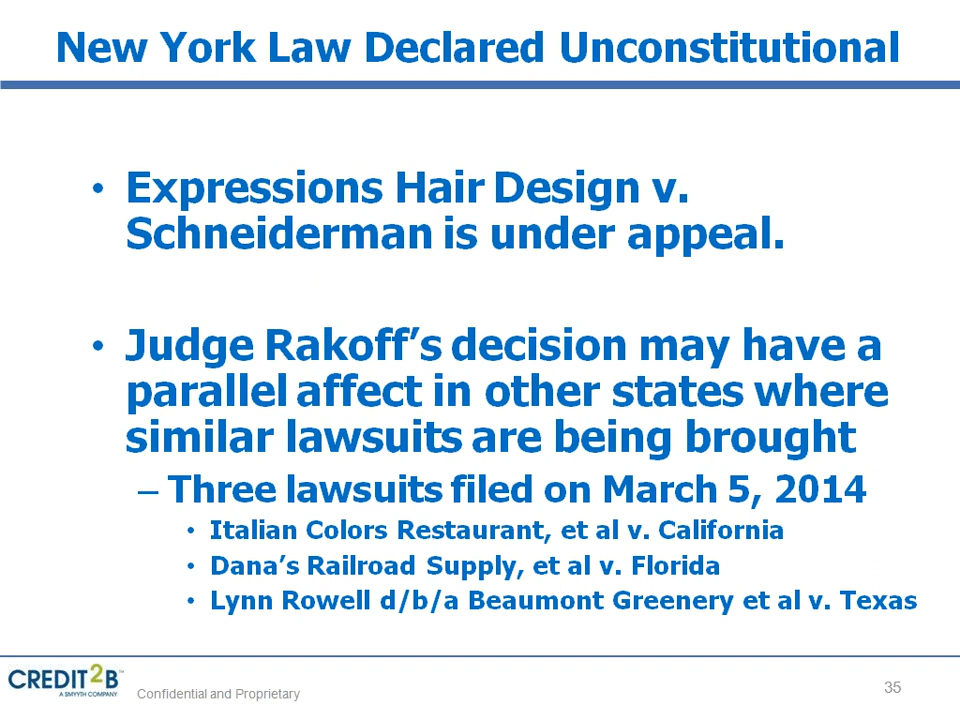 New York Law Declared Unconstitutional
• Expressions Hair Design v.
Schneiderman is under appeal.
• Judge Rakoff’s decision may have a
parallel affect in other states where
similar lawsuits are being brought
– Three lawsuits filed on March 5, 2014
• Italian Colors Restaurant, et al v. California
• Dana’s Railroad Supply, et al v. Florida
• Lynn Rowell d/b/a Beaumont Greenery et al v. Texas
CREDIT2B™
A SMYYTH COMPANY
Confidential and Proprietary
35